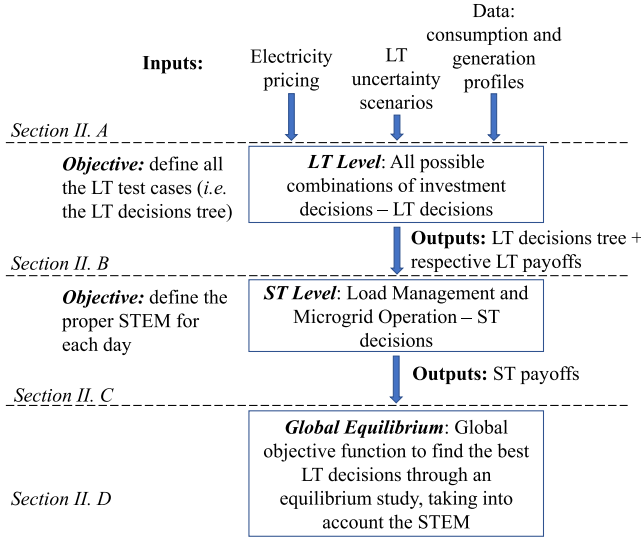 Inputs:
Electricity
pricing
LT
uncertainty
scenarios
Data:
consumption and
generation
profiles
Section II. A
Objective: define all
the LT test cases (i.e.
the LT decisions tree)
LT Level: All possible
combinations of investment
decisions – LT decisions
Outputs: LT decisions tree +
respective LT payoffs
Section II. B
Objective: define the
proper STEM for
each day
ST Level: Load Management and
Microgrid Operation – ST
decisions
Outputs: ST payoffs
Section II. C
Global Equilibrium: Global
objective function to find the best
LT decisions through an
equilibrium study, taking into
account the STEM
Section II. D